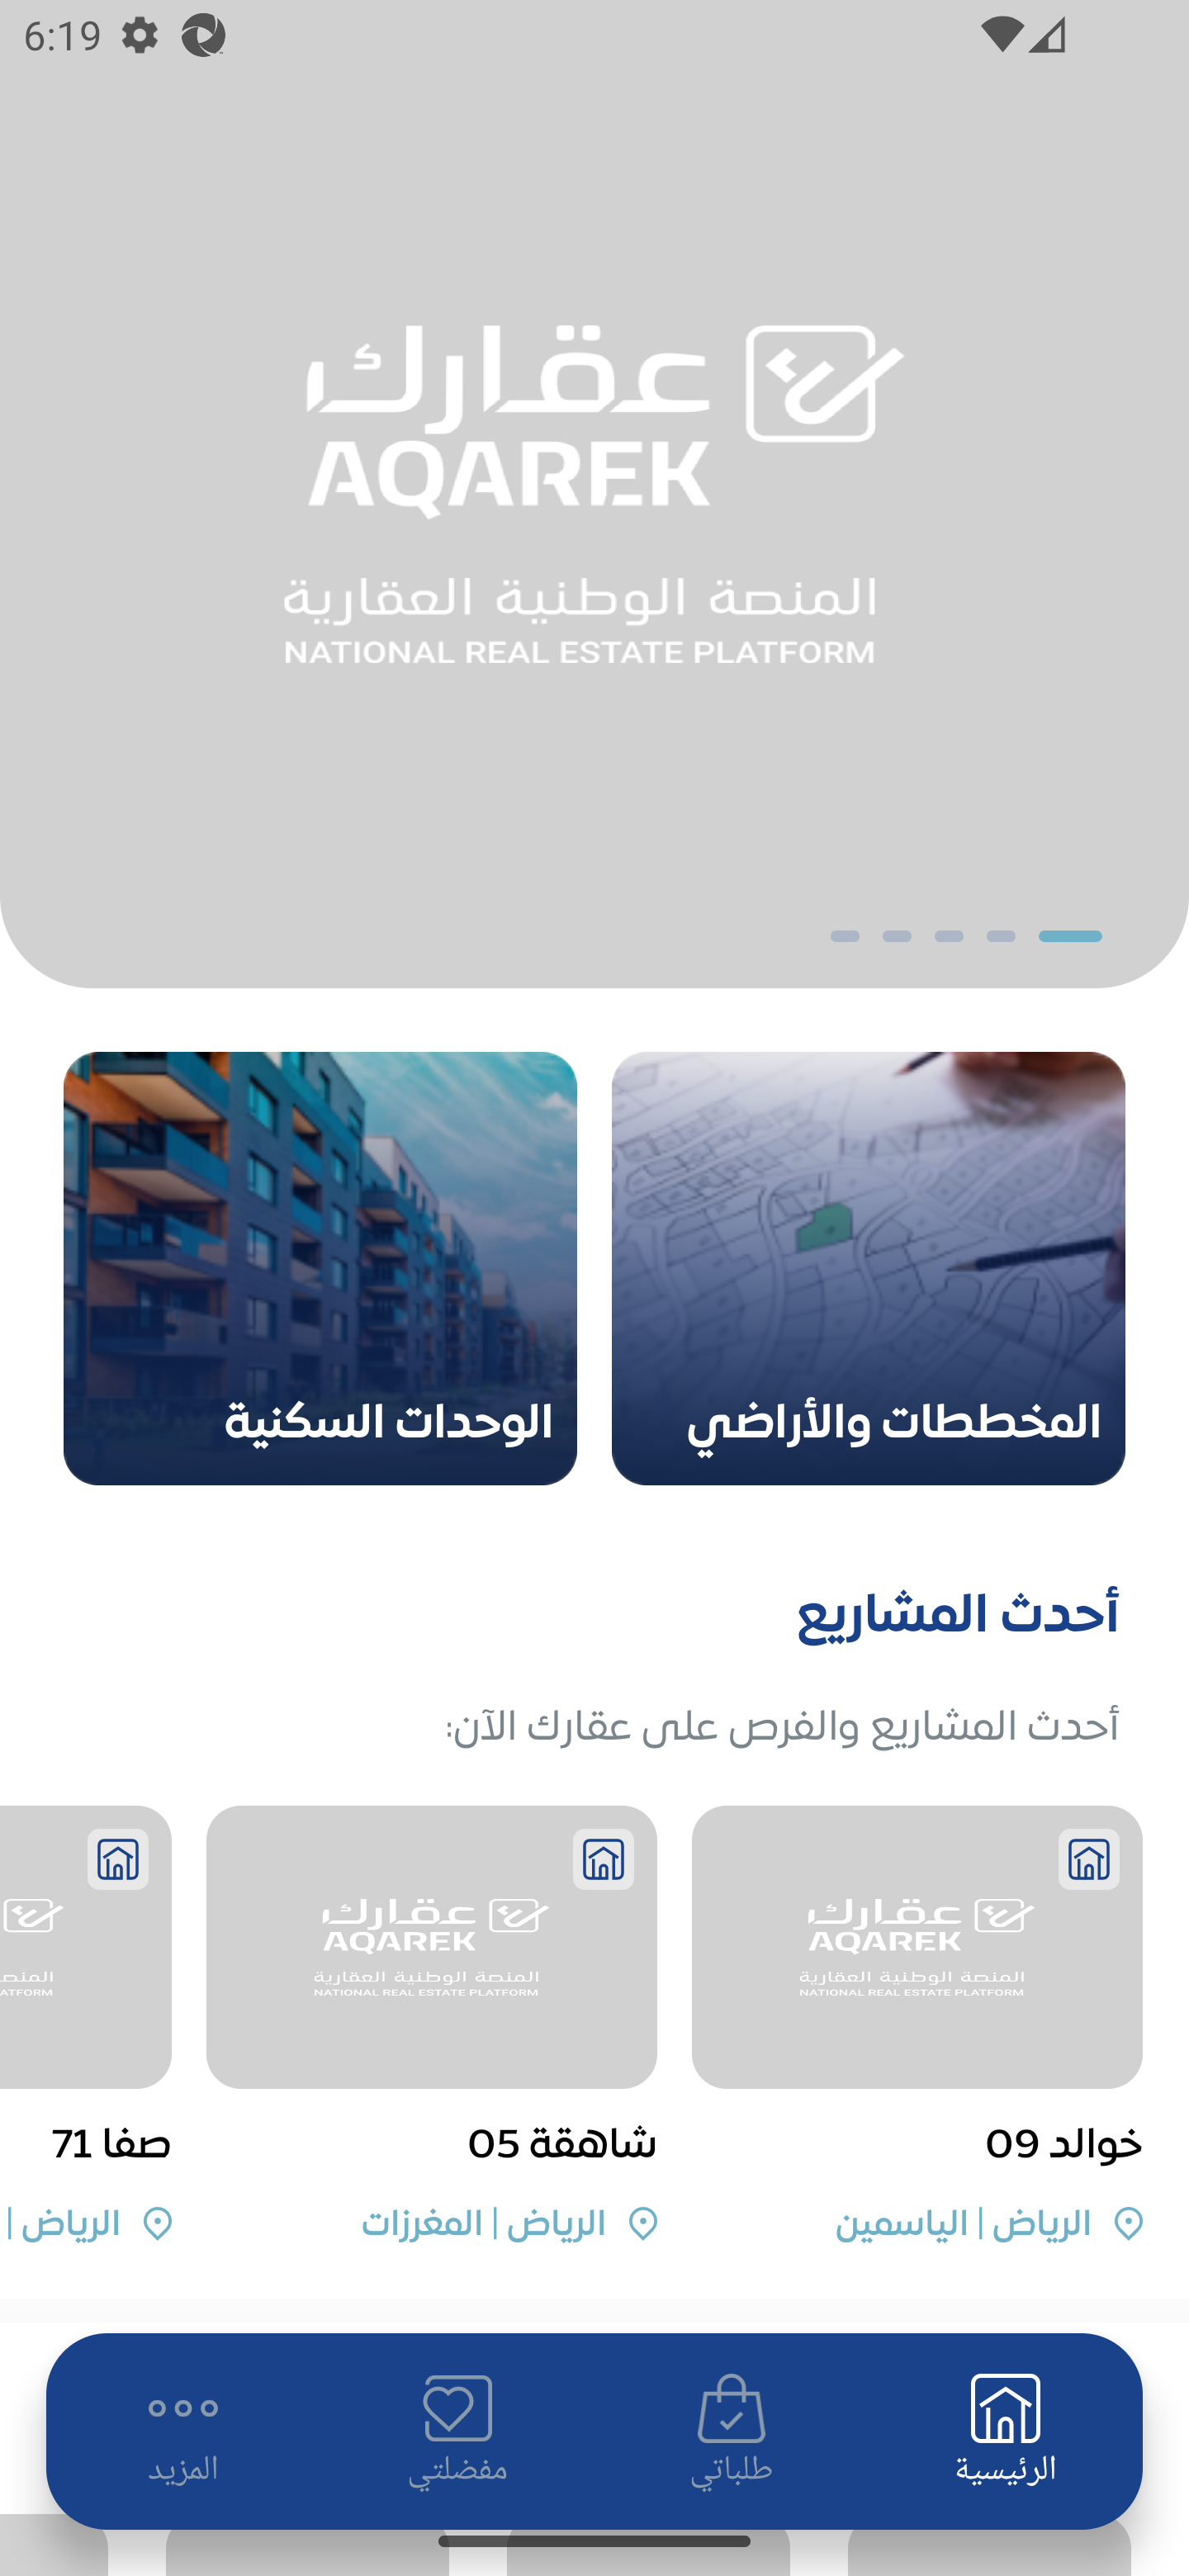 6:19
عقارك
AQAREK
المنصة الوطنية العقارية
NATIONAL REAL ESTATE PLATFORM
المخططات والأراضي
الوحدات السكنية
أحدث المشاريع
أحدث المشاريع والفرص على عقارك الآن:
عقارك
AQAREK
المنصة الوطنية العقارية
NATIONAL REAL ESTATE PLATFORM
خوالد 09
الرياض | الياسمين
عقارك
AQAREK
المنصة الوطنية العقارية
NATIONAL REAL ESTATE PLATFORM
شاهقة 05
الرياض | المغرزات
صفا 71
الرياض |
الرئيسية
طلباتي
مفضلتي
المزيد